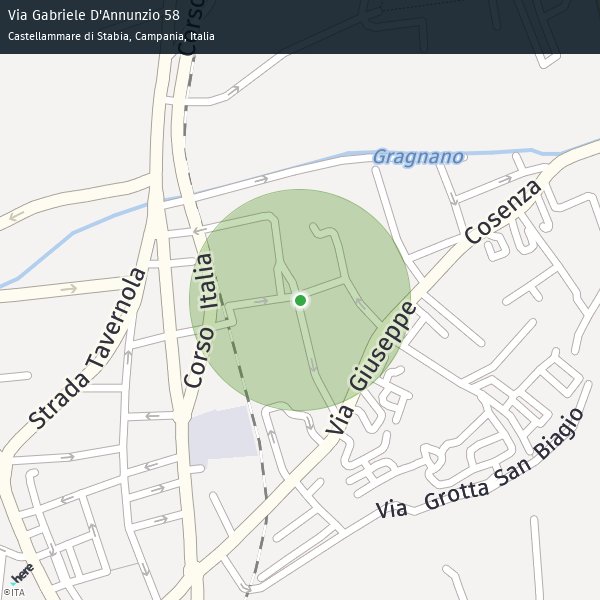 Via Gabriele D'Annunzio 58
Castellammare di Stabia, Campania, Italia
Corso
Gragnano
Cosenza
Corso Italia
Strada Tavernola
Via Giuseppe
Via Grotta San Biagio
here
©ITA